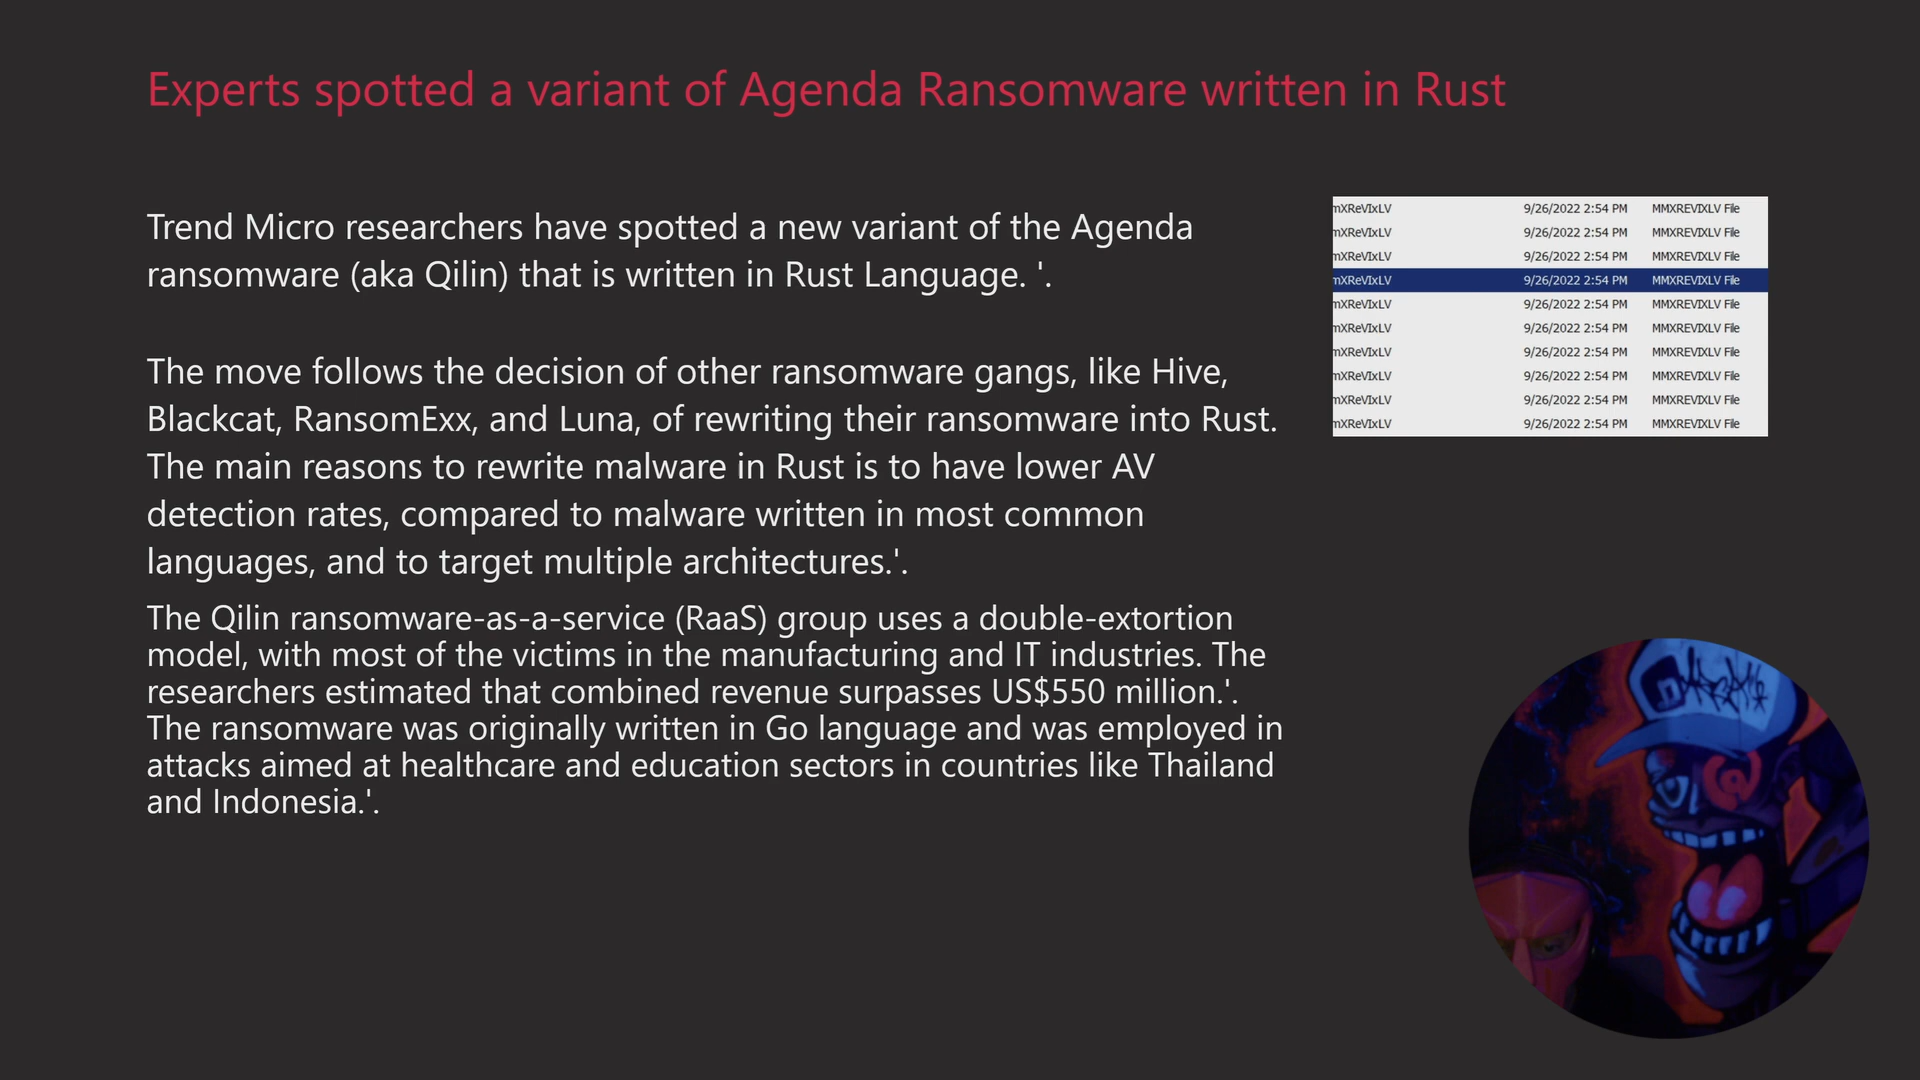 Experts spotted a variant of Agenda Ransomware written in Rust
Trend Micro researchers have spotted a new variant of the Agenda
ransomware (aka Qilin) that is written in Rust Language. '.
The move follows the decision of other ransomware gangs, like Hive,
Blackcat, RansomExx, and Luna, of rewriting their ransomware into Rust.
The main reasons to rewrite malware in Rust is to have lower AV
detection rates, compared to malware written in most common
languages, and to target multiple architectures.'.
The Qilin ransomware-as-a-service (RaaS) group uses a double-extortion
model, with most of the victims in the manufacturing and IT industries. The
researchers estimated that combined revenue surpasses US$550 million.'.
The ransomware was originally written in Go language and was employed in
attacks aimed at healthcare and education sectors in countries like Thailand
and Indonesia.'.
mXReVIxLV 9/26/2022 2:54 PM MMXREVIXLV File
mXReVIxLV 9/26/2022 2:54 PM MMXREVIXLV File
mXReVIxLV 9/26/2022 2:54 PM MMXREVIXLV File
mXReVIxLV 9/26/2022 2:54 PM MMXREVIXLV File
mXReVIxLV 9/26/2022 2:54 PM MMXREVIXLV File
mXReVIxLV 9/26/2022 2:54 PM MMXREVIXLV File
mXReVIxLV 9/26/2022 2:54 PM MMXREVIXLV File
mXReVIxLV 9/26/2022 2:54 PM MMXREVIXLV File
mXReVIxLV 9/26/2022 2:54 PM MMXREVIXLV File
mXReVIxLV 9/26/2022 2:54 PM MMXREVIXLV File